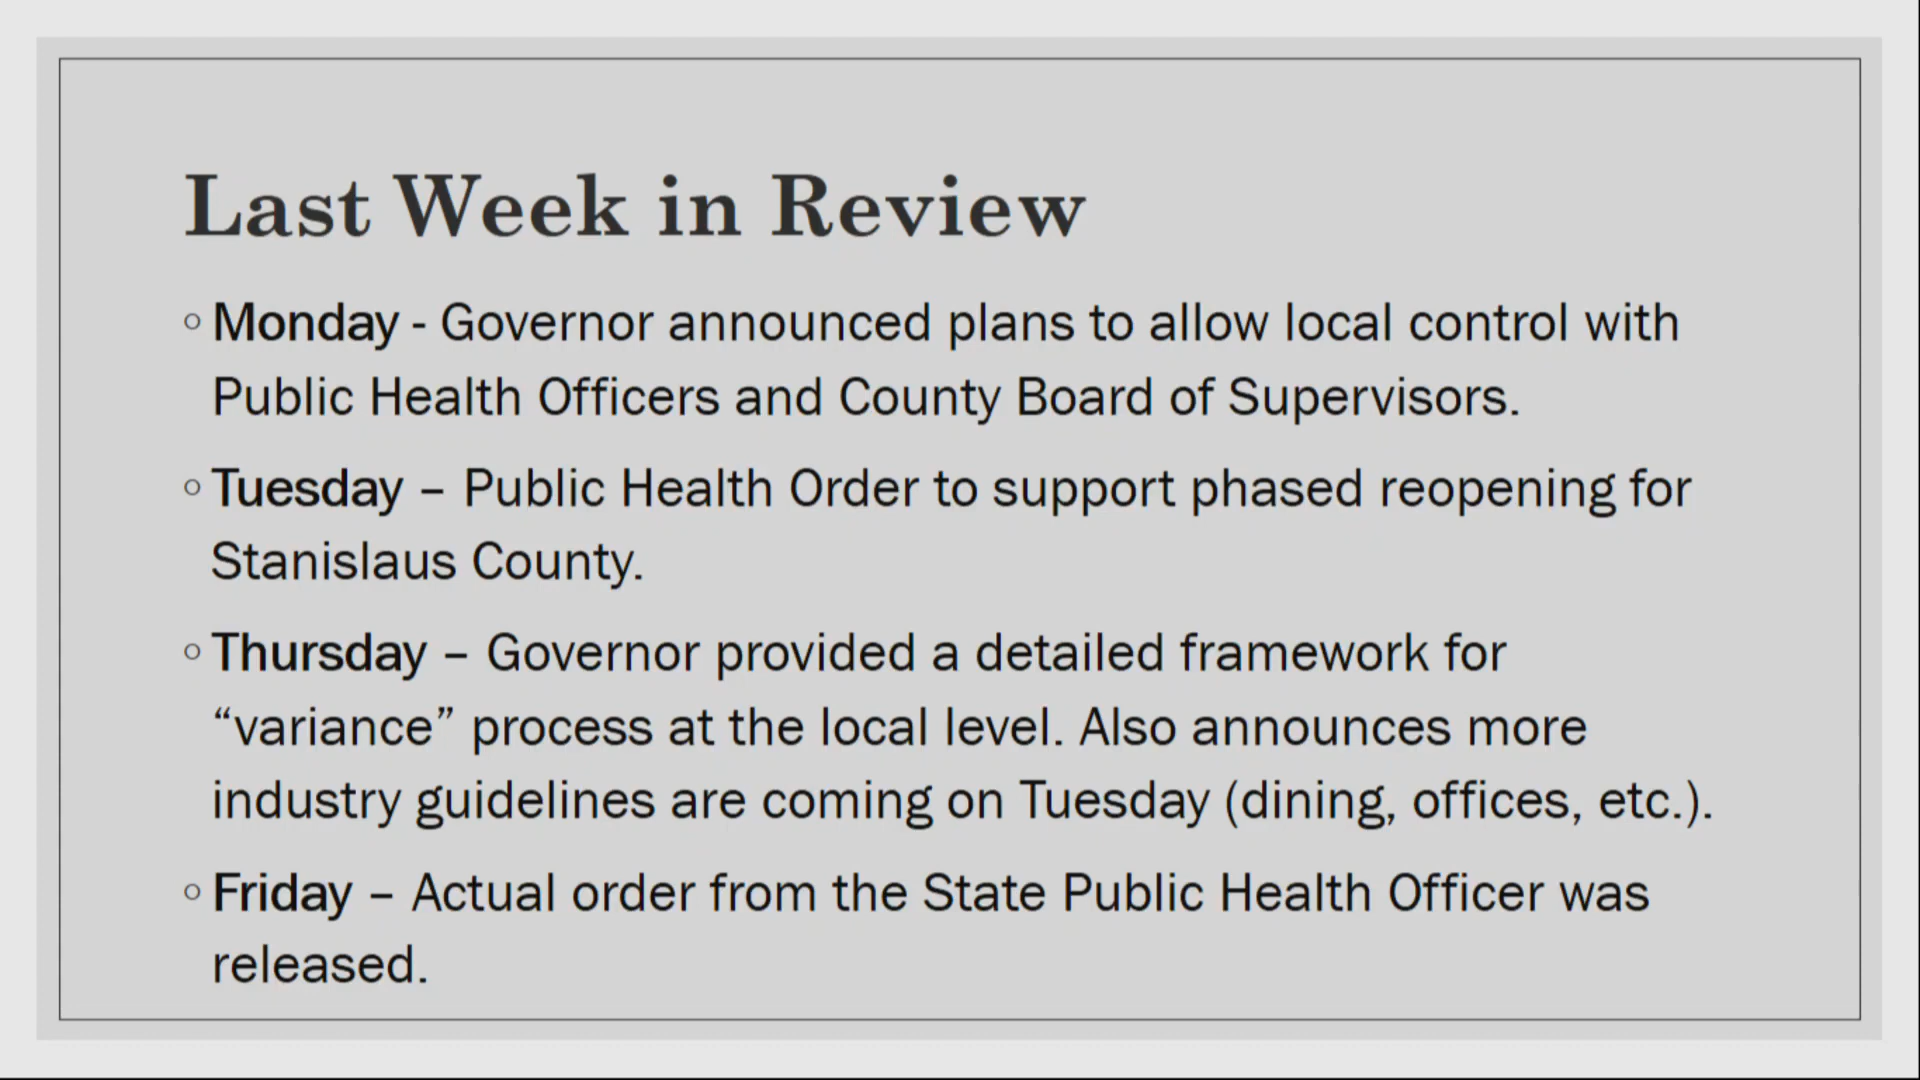 Last Week in Review
◦ Monday - Governor announced plans to allow local control with
Public Health Officers and County Board of Supervisors.
◦ Tuesday – Public Health Order to support phased reopening for
Stanislaus County.
◦ Thursday – Governor provided a detailed framework for
“variance” process at the local level. Also announces more
industry guidelines are coming on Tuesday (dining, offices, etc.).
◦ Friday – Actual order from the State Public Health Officer was
released.